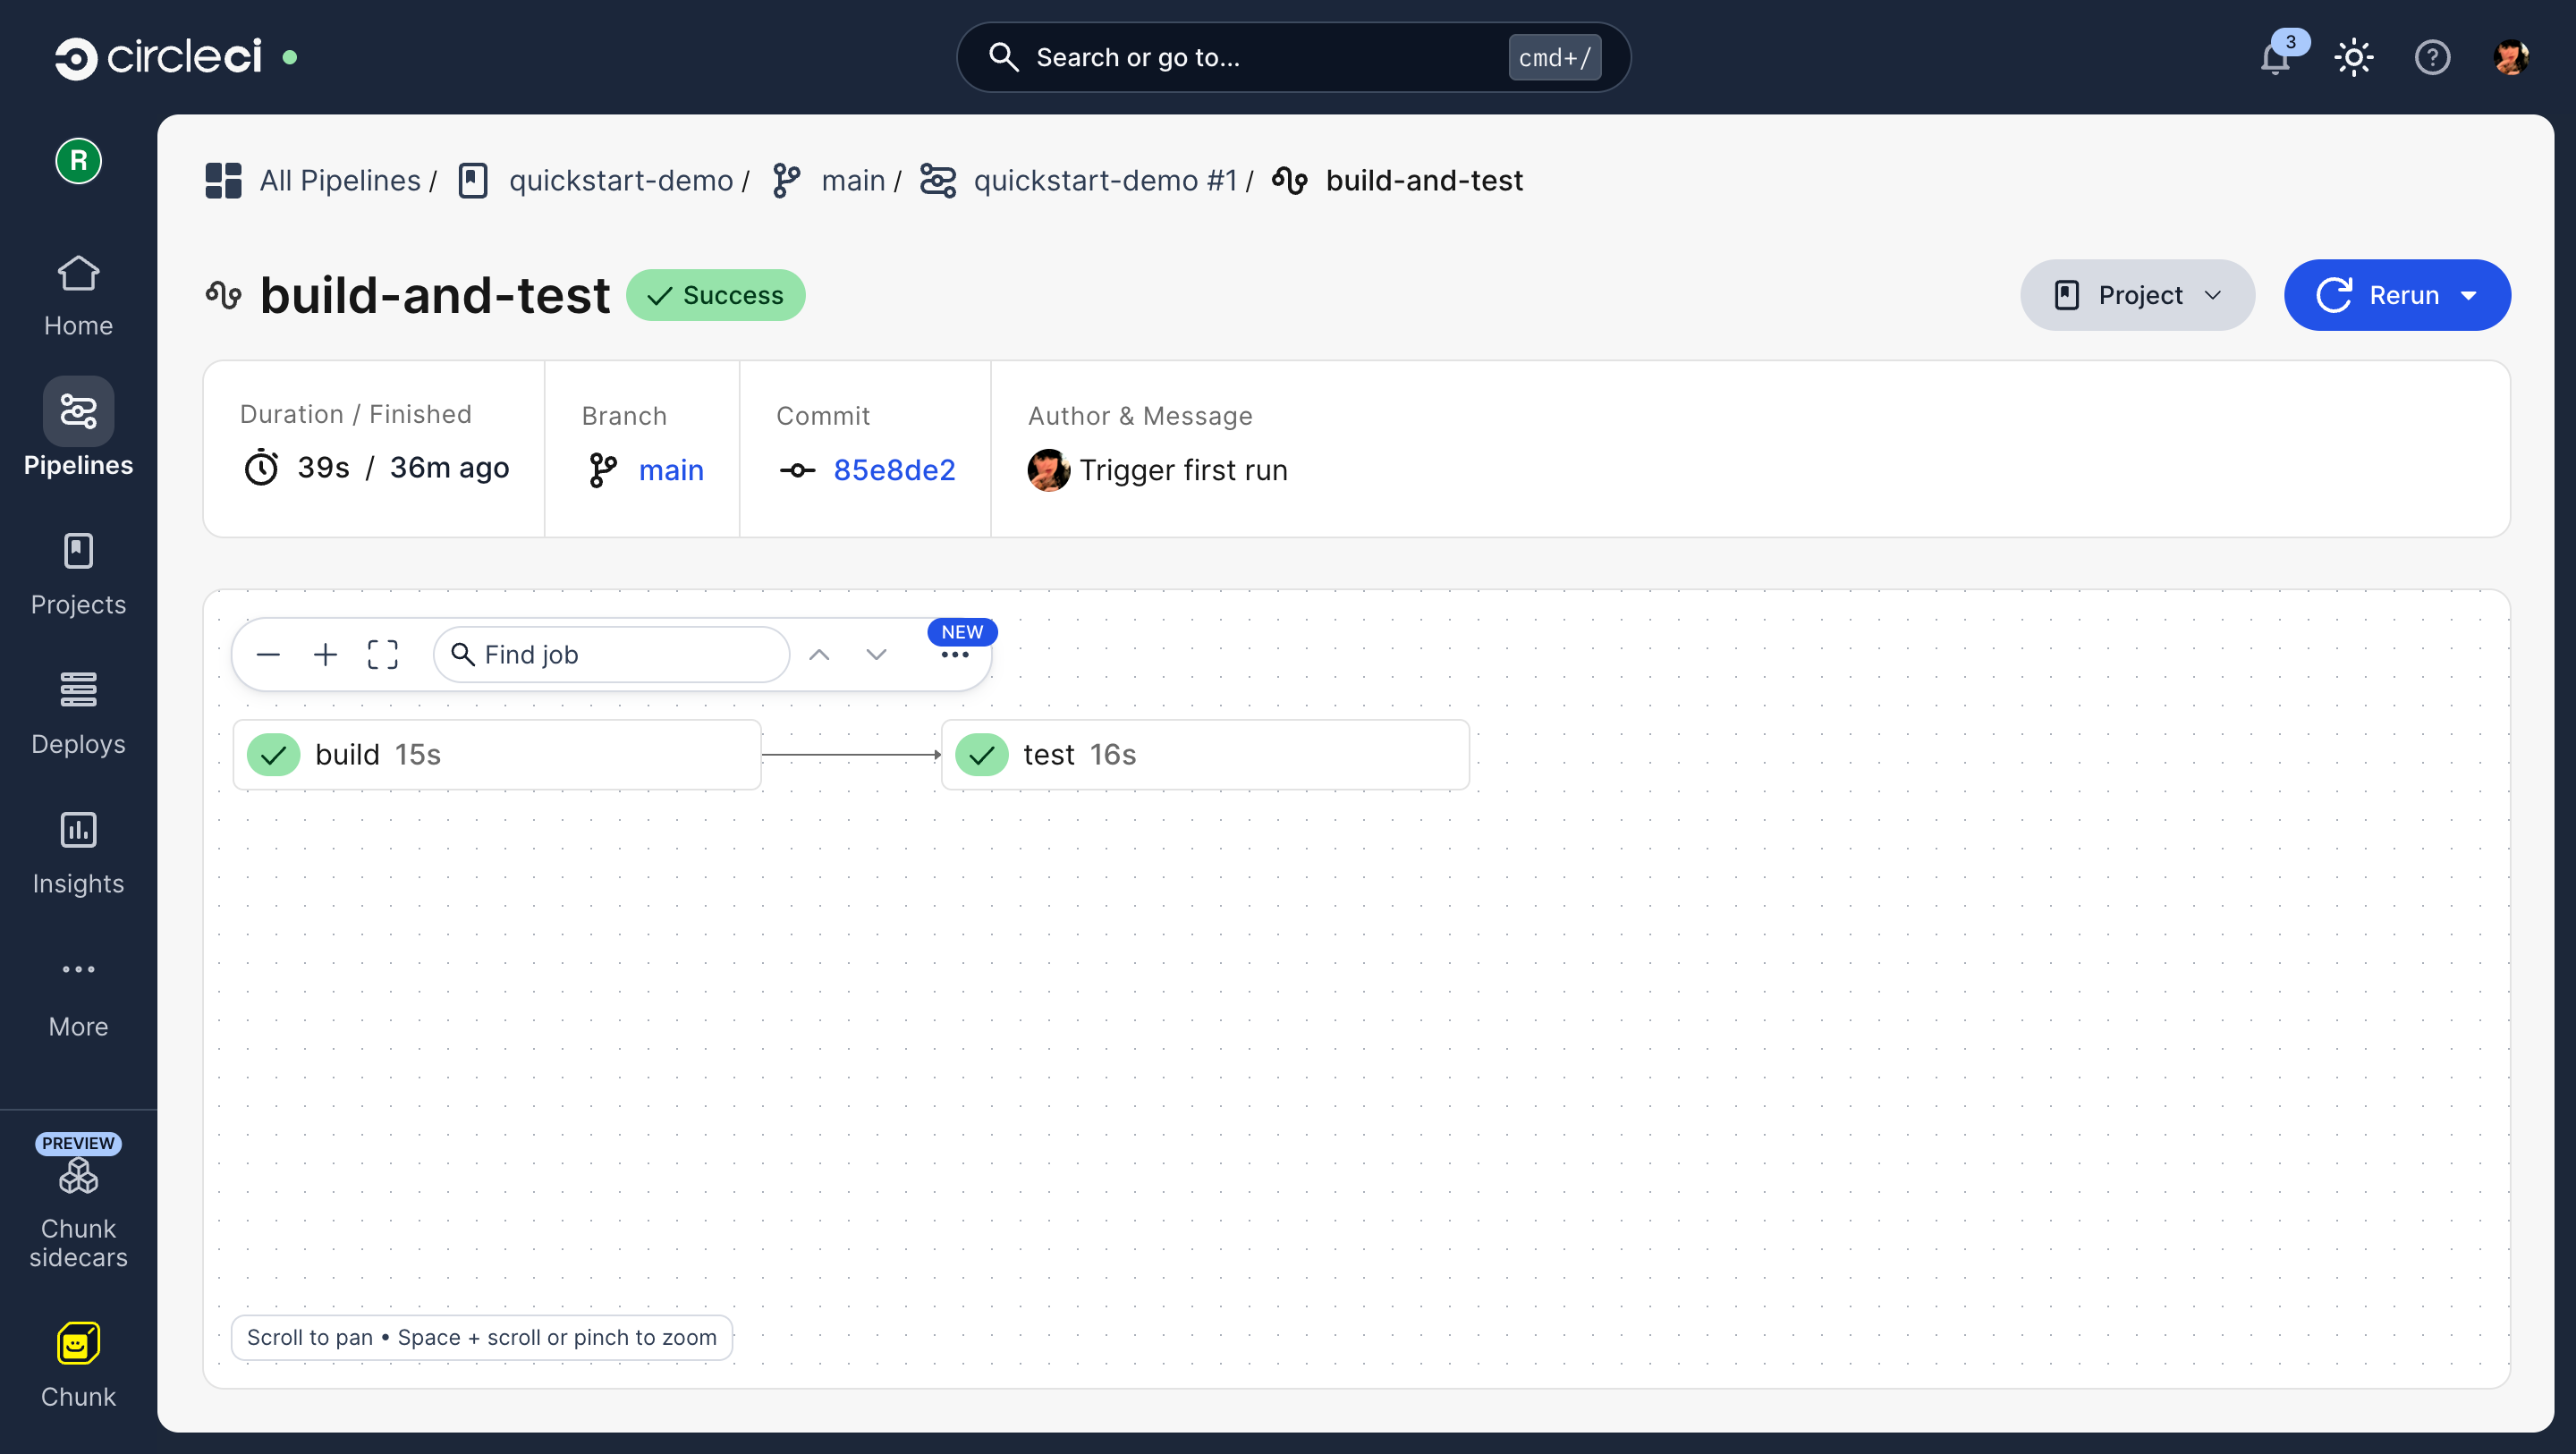 circleci
Search or go to...
cmd+/
3
R
Home
Pipelines
Projects
Deploys
Insights
More
PREVIEW
Chunk
sidecars
Chunk
All Pipelines / quickstart-demo / main / quickstart-demo #1 / build-and-test
build-and-test
Success
Project
Rerun
Duration / Finished
39s / 36m ago
Branch
main
Commit
85e8de2
Author & Message
Trigger first run
Find job
NEW
build 15s
test 16s
Scroll to pan • Space + scroll or pinch to zoom